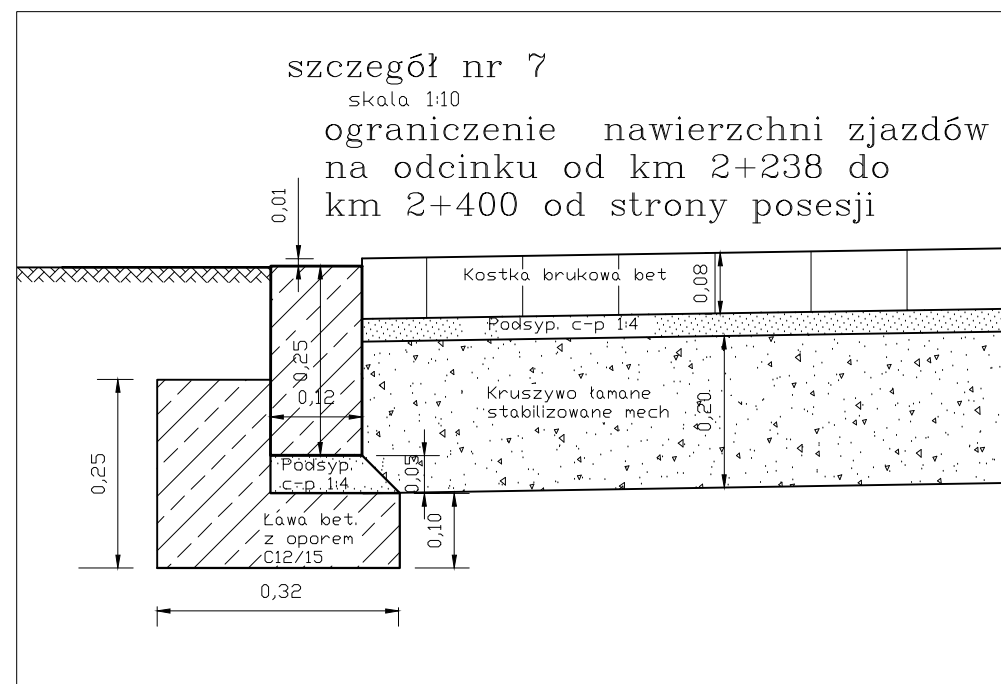 szczegół nr 7
skala 1:10
ograniczenie nawierzchni zjazdów
na odcinku od km 2+238 do
km 2+400 od strony posesji
0,01
Kostka brukowa bet
0,08
Podsyp. c-p 1:4
0,25
0,12
Kruszywo łamane
stabilizowane mech
0,20
0,25
Podsyp.
c-p 1:4
0,05
Ława bet.
z oporem
C12/15
0,10
0,32